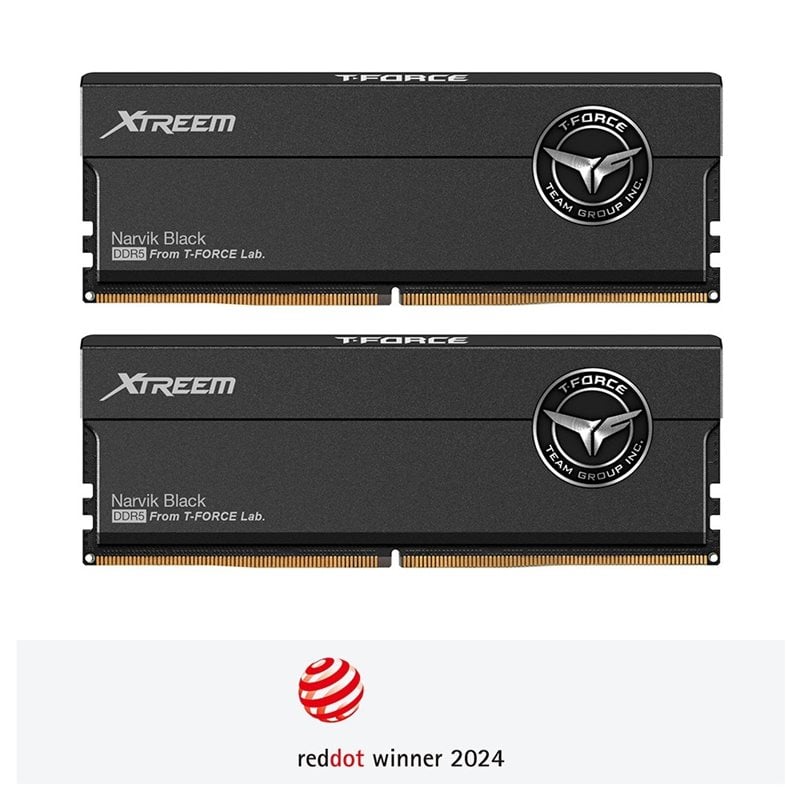 T-FORCE
XTREEM
T-FORCE
TEAM GROUP INC.
Narvik Black
DDR5 From T-FORCE Lab.
T-FORCE
XTREEM
T-FORCE
TEAM GROUP INC.
Narvik Black
DDR5 From T-FORCE Lab.
reddot winner 2024